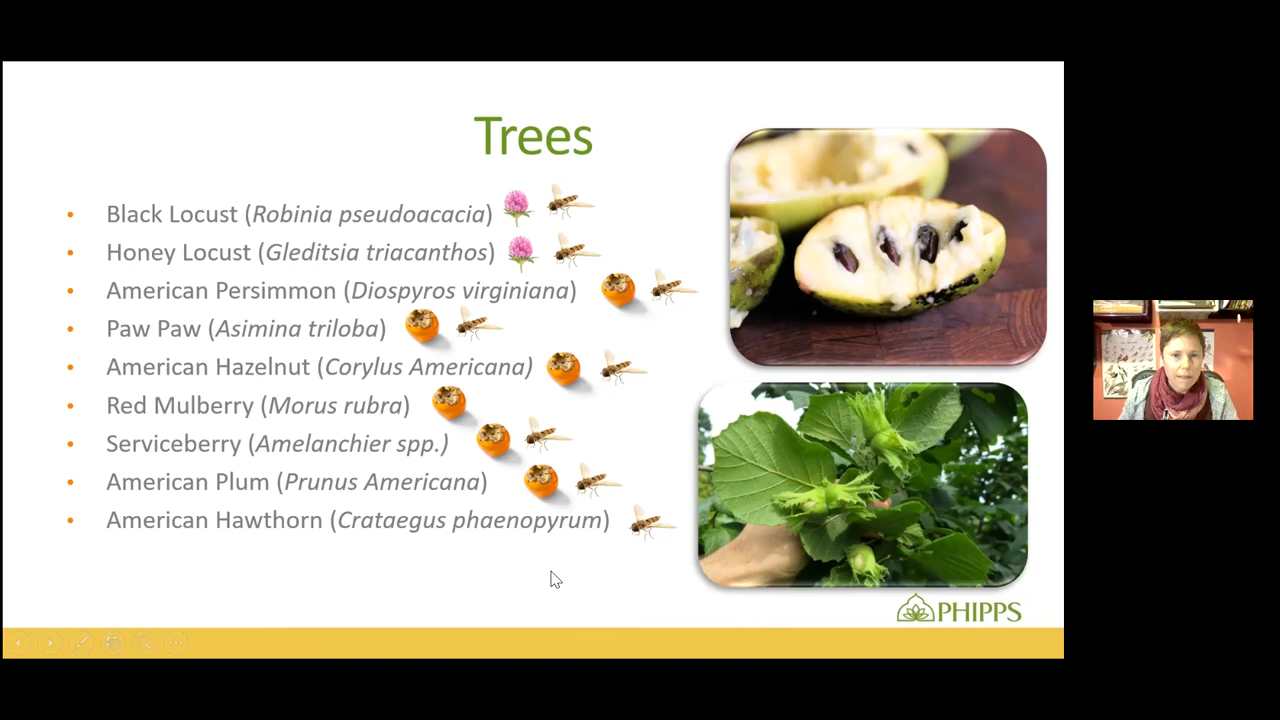 Trees
• Black Locust (Robinia pseudoacacia)
• Honey Locust (Gleditsia triacanthos)
• American Persimmon (Diospyros virginiana)
• Paw Paw (Asimina triloba)
• American Hazelnut (Corylus Americana)
• Red Mulberry (Morus rubra)
• Serviceberry (Amelanchier spp.)
• American Plum (Prunus Americana)
• American Hawthorn (Crataegus phaenopyrum)
PHIPPS